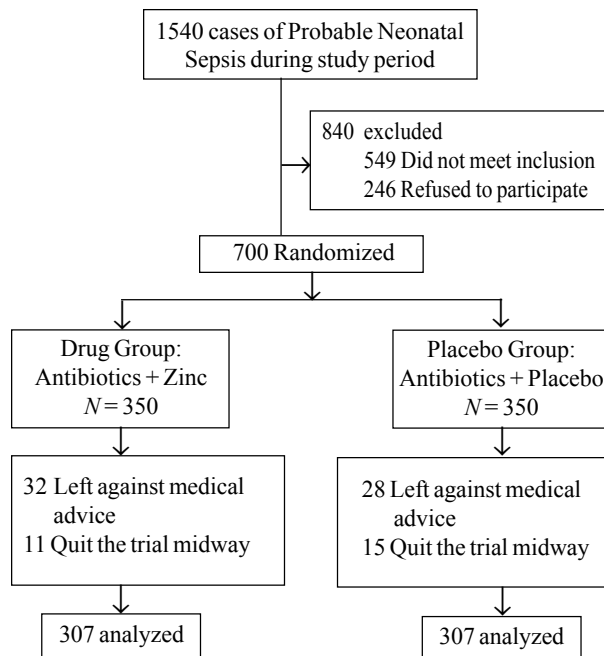 1540 cases of Probable Neonatal
Sepsis during study period
840 excluded
549 Did not meet inclusion
246 Refused to participate
700 Randomized
Drug Group:
Antibiotics + Zinc
N = 350
Placebo Group:
Antibiotics + Placebo
N = 350
32 Left against medical
advice
11 Quit the trial midway
28 Left against medical
advice
15 Quit the trial midway
307 analyzed
307 analyzed